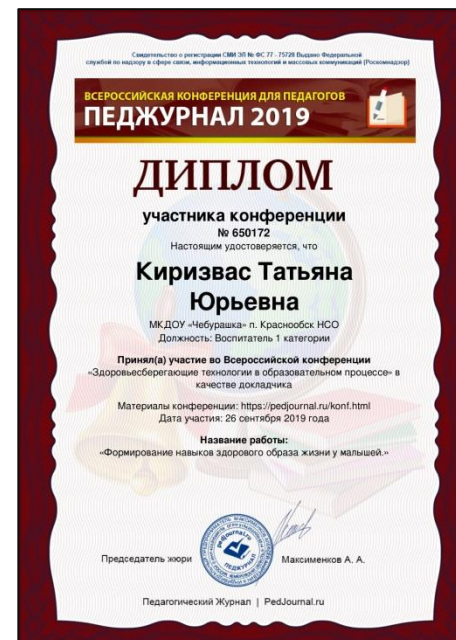 Свидетельство о регистрации СМИ ЭЛ № ФС 77 - 75728 Выдано Федеральной
службой по надзору в сфере связи, информационных технологий и массовых коммуникаций (Роскомнадзор)
ВСЕРОССИЙСКАЯ КОНФЕРЕНЦИЯ ДЛЯ ПЕДАГОГОВ
ПЕДЖУРНАЛ 2019
ДИПЛОМ
участника конференции
№ 650172
Настоящим удостоверяется, что
Киризвас Татьяна
Юрьевна
МКДОУ «Чебурашка» п. Краснообск НСО
Должность: Воспитатель 1 категории
Принял(а) участие во Всероссийской конференции
«Здоровьесберегающие технологии в образовательном процессе» в
качестве докладчика
Материалы конференции: https://pedjournal.ru/konf.html
Дата участия: 26 сентября 2019 года
Название работы:
«Формирование навыков здорового образа жизни у малышей.»
pedjournal.ru
ПЕДЖУРНАЛ
Председатель жюри
Максименков А. А.
Педагогический Журнал | PedJournal.ru